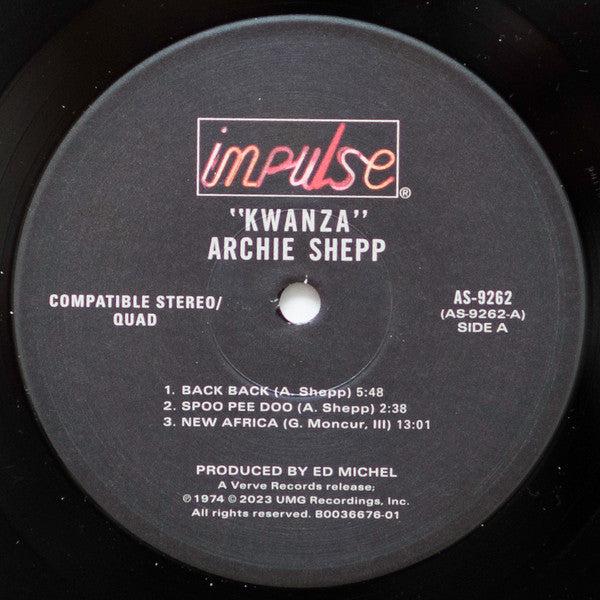 impulse®
"KWANZA"
ARCHIE SHEPP
COMPATIBLE STEREO/
QUAD
AS-9262
(AS-9262-A)
SIDE A
1. BACK BACK (A. Shepp) 5:48
2. SPOO PEE DOO (A. Shepp) 2:38
3. NEW AFRICA (G. Moncur, III) 13:01
PRODUCED BY ED MICHEL
A Verve Records release;
℗ 1974 © 2023 UMG Recordings, Inc.
All rights reserved. B0036676-01